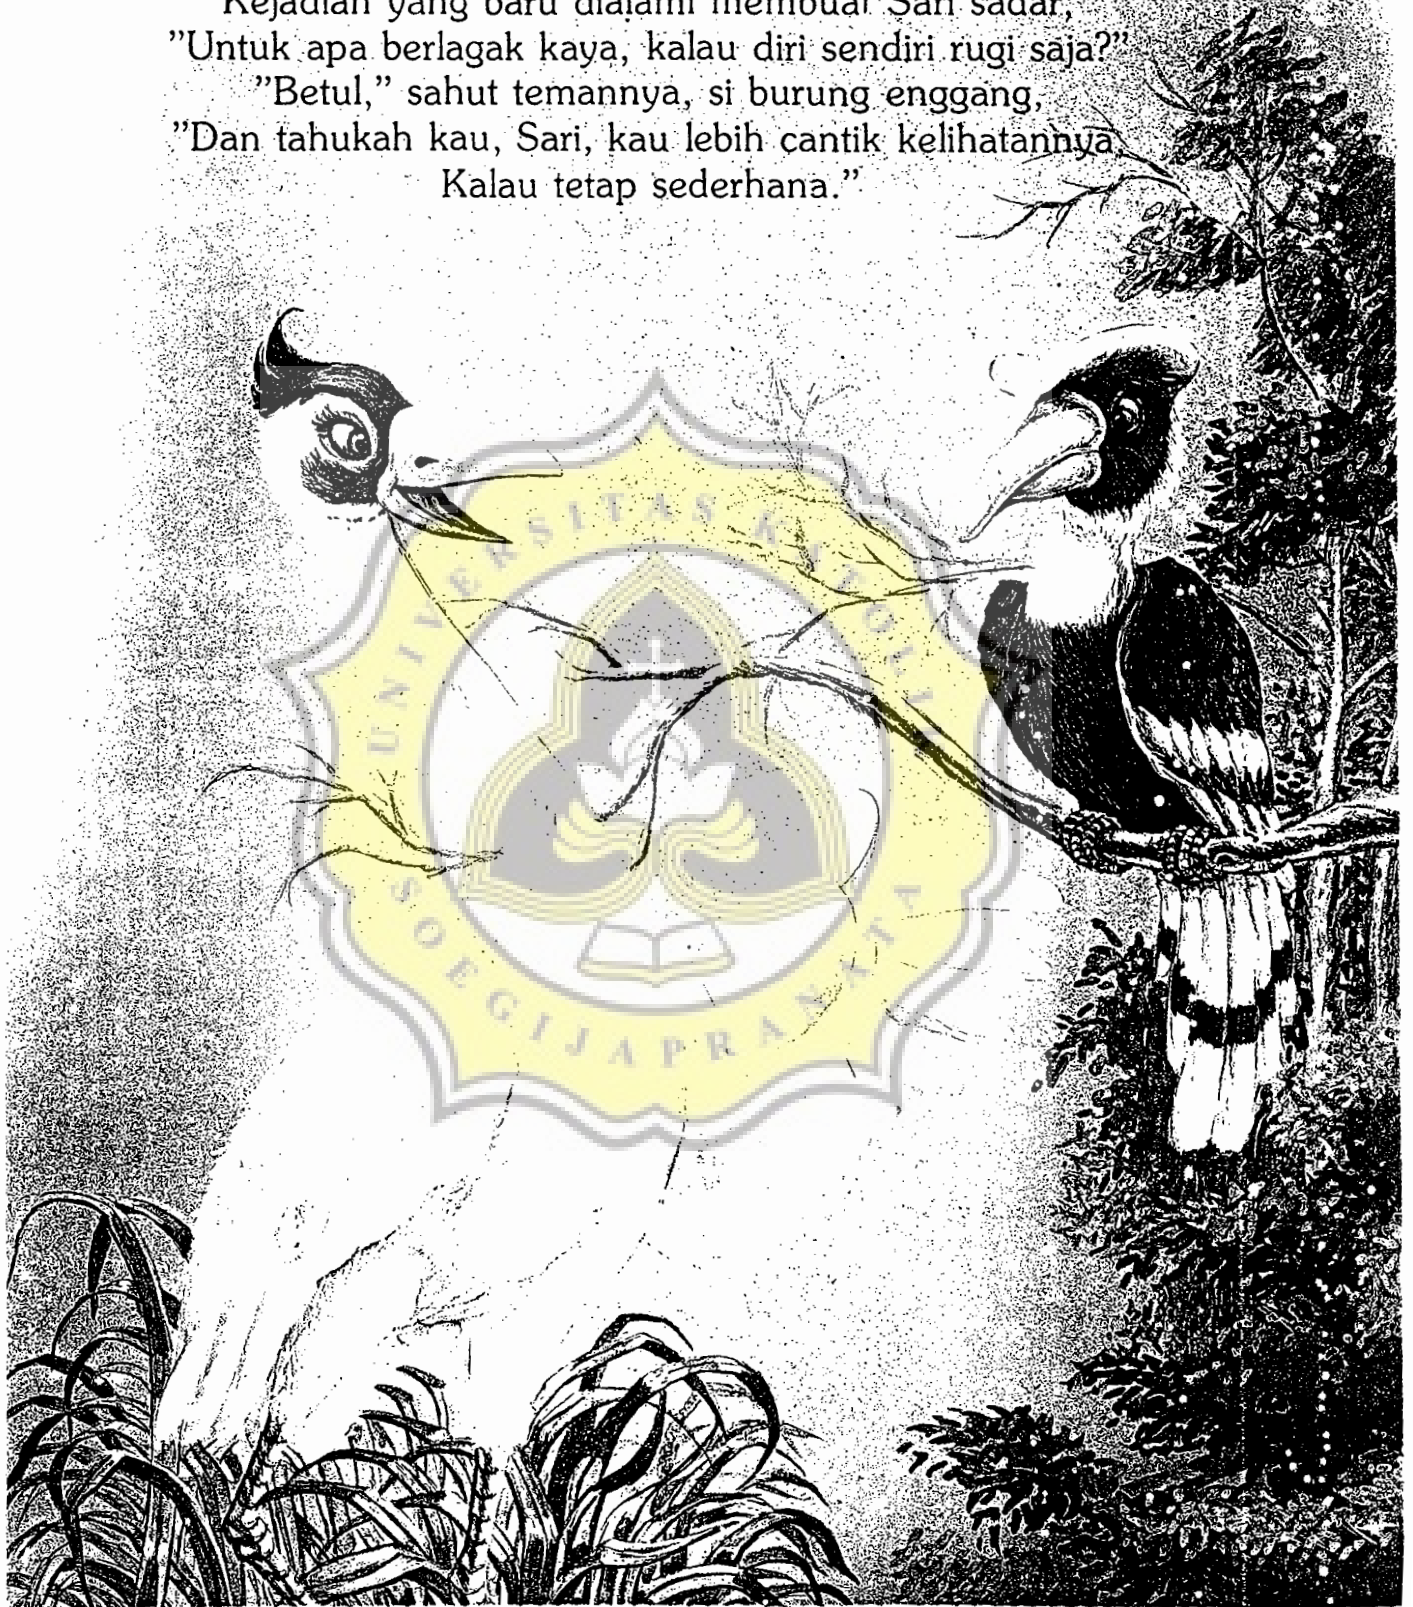 Kejadian yang baru dialami membuat Sari sadar,
”Untuk apa berlagak kaya, kalau diri sendiri rugi saja?”
”Betul,” sahut temannya, si burung enggang,
”Dan tahukah kau, Sari, kau lebih cantik kelihatannya,
Kalau tetap sederhana.”
UNIVERSITAS KATOLIK
SOEGIJAPRANATA